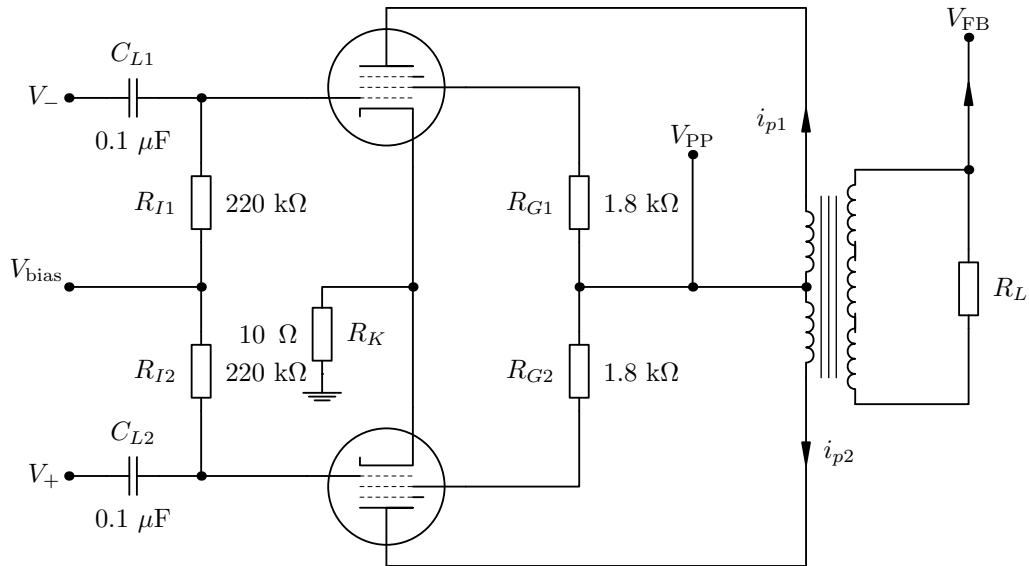 V_FB
C_L1
V_−
0.1 μF
i_p1
V_PP
R_I1
220 kΩ
R_G1
1.8 kΩ
V_bias
R_L
10 Ω
R_K
R_I2
220 kΩ
R_G2
1.8 kΩ
C_L2
i_p2
V_+
0.1 μF